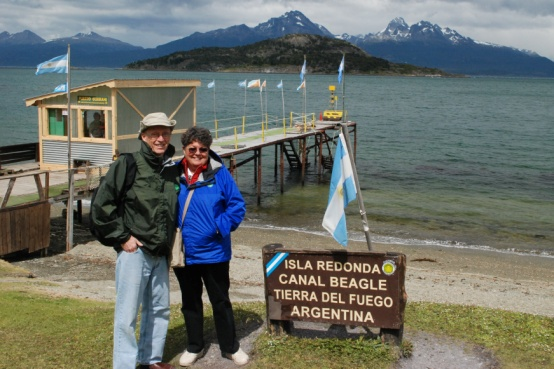 ISLA REDONDA
CANAL BEAGLE
TIERRA DEL FUEGO
ARGENTINA